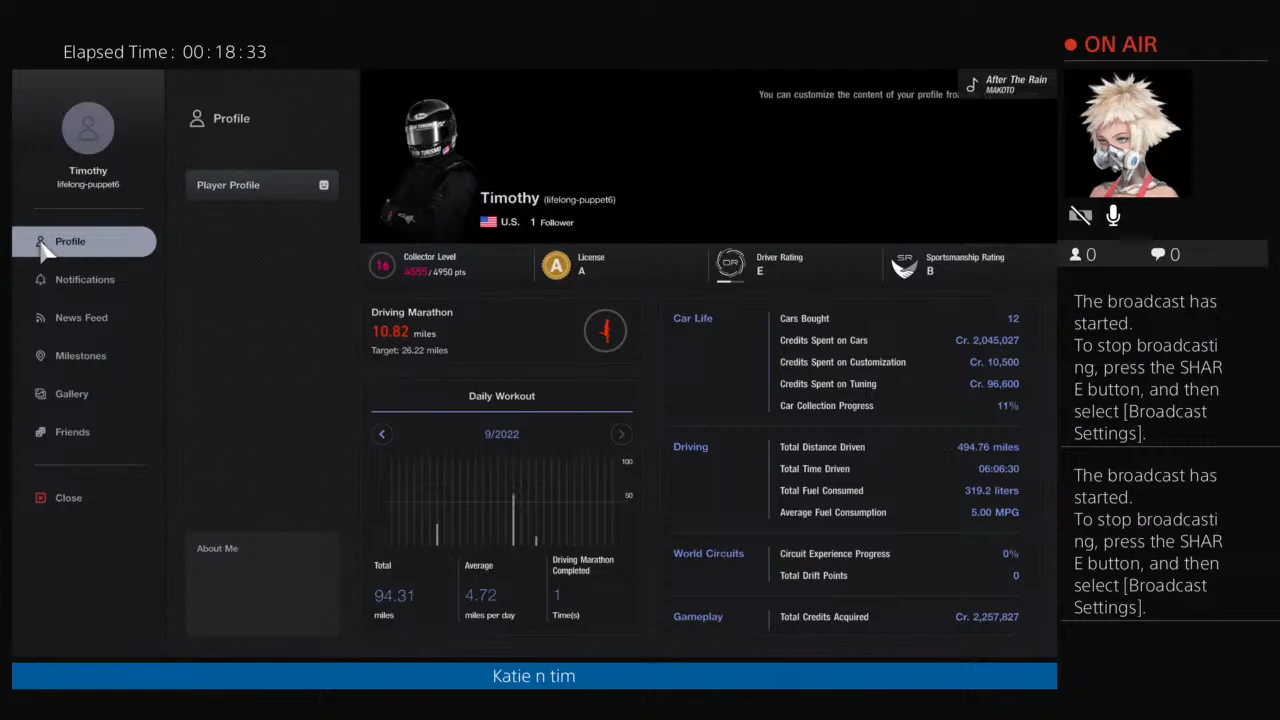 Elapsed Time: 00:18:33
ON AIR
Timothy
lifelong-puppet6
Profile
Notifications
News Feed
Milestones
Gallery
Friends
Close
Profile
Player Profile
About Me
You can customize the content of your profile fro
After The Rain
MAKOTO
Timothy (lifelong-puppet6)
U.S. 1 Follower
16
Collector Level
4555/4950 pts
A
License
A
DR
Driver Rating
E
SR
Sportsmanship Rating
B
Driving Marathon
10.82 miles
Target: 26.22 miles
Daily Workout
9/2022
100
50
Total
94.31
miles
Average
4.72
miles per day
Driving Marathon
Completed
1
Time(s)
Car Life
Cars Bought 12
Credits Spent on Cars Cr. 2,045,027
Credits Spent on Customization Cr. 10,500
Credits Spent on Tuning Cr. 96,600
Car Collection Progress 11%
Driving
Total Distance Driven 494.76 miles
Total Time Driven 06:06:30
Total Fuel Consumed 319.2 liters
Average Fuel Consumption 5.00 MPG
World Circuits
Circuit Experience Progress 0%
Total Drift Points 0
Gameplay
Total Credits Acquired Cr. 2,257,827
0 0
The broadcast has
started.
To stop broadcasti
ng, press the SHAR
E button, and then
select [Broadcast
Settings].
The broadcast has
started.
To stop broadcasti
ng, press the SHAR
E button, and then
select [Broadcast
Settings].
Katie n tim